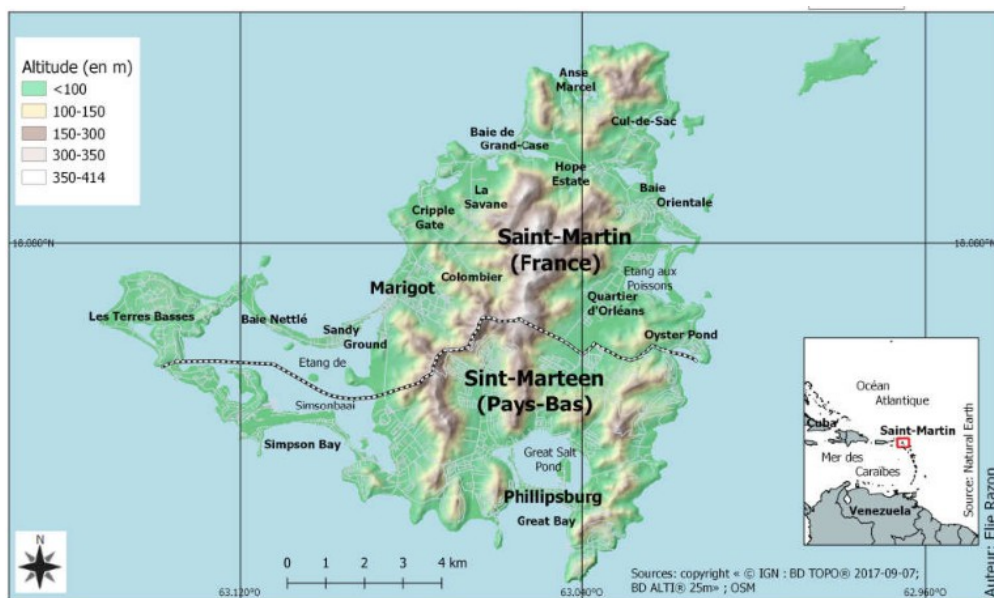 Altitude (en m)
<100
100-150
150-300
300-350
350-414
Anse
Marcel
Cul-de-Sac
Baie de
Grand-Case
Hope
Estate
La
Savane
Baie
Orientale
Cripple
Gate
18.080°N
18.080°N
Saint-Martin
(France)
Colombier
Etang aux
Poissons
Marigot
Quartier
d'Orléans
Les Terres Basses
Baie Nettlé
Sandy
Ground
Oyster Pond
Etang de
Simsonbaai
Sint-Marteen
(Pays-Bas)
Simpson Bay
Great Salt
Pond
Phillipsburg
Great Bay
Océan
Atlantique
Cuba
Saint-Martin
Mer des
Caraïbes
Venezuela
Source: Natural Earth
Auteur: Elie Razon
N
0 1 2 3 4 km
Sources: copyright « © IGN : BD TOPO® 2017-09-07;
BD ALTI® 25m» ; OSM
63.120°O
63.040°O
62.960°O